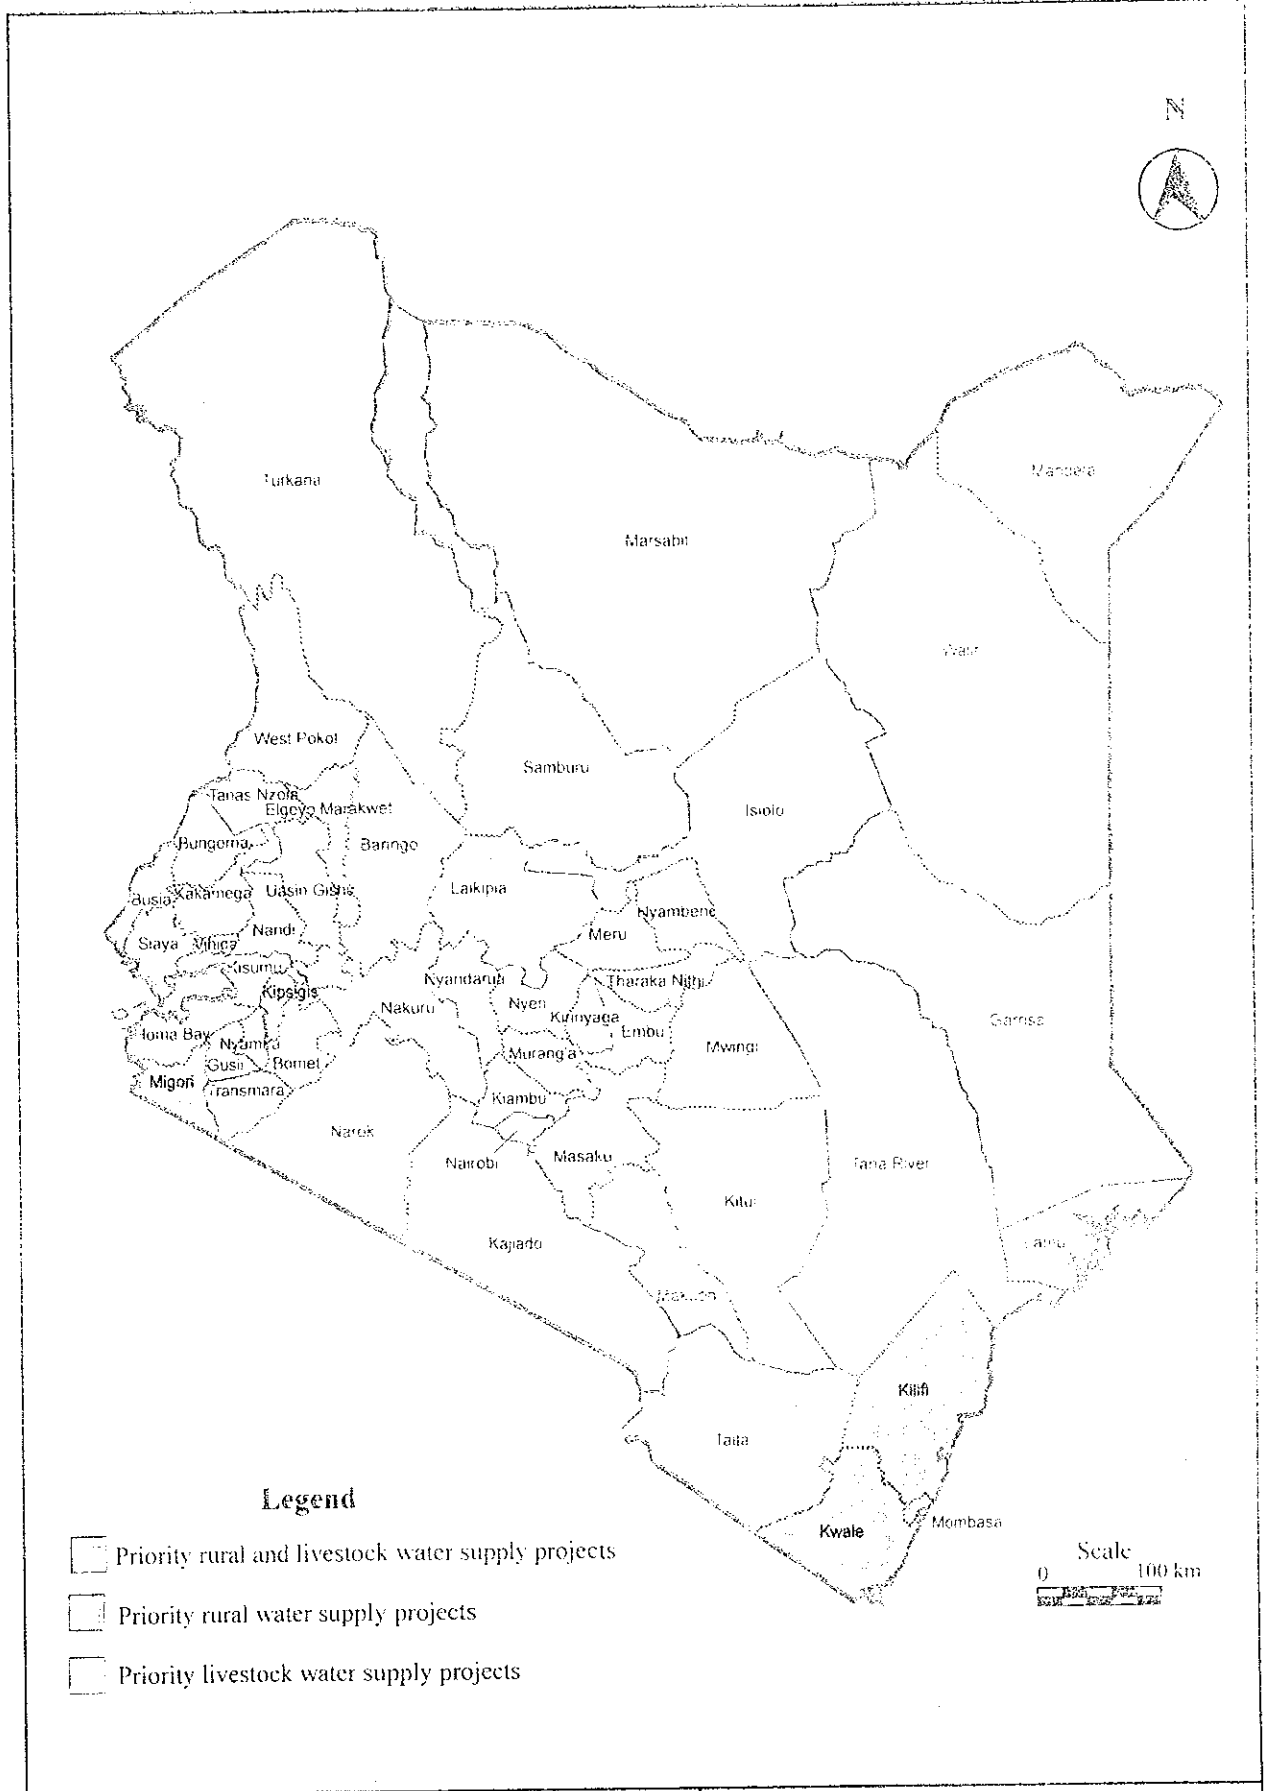 N
Turkana
Mandera
Marsabit
Wajir
West Pokot
Samburu
Tanas Nzoia
Elgeyo Marakwet
Isiolo
Bungoma
Baringo
Busia
Kakamega
Uasin Gishu
Laikipia
Nyambene
Siaya
Vihiga
Nandi
Meru
Kisumu
Kipsigis
Nyandarua
Tharaka Nithi
Nakuru
Nyeri
Kirinyaga
Garissa
Homa Bay
Nyamira
Embu
Mwingi
Gusii
Bomet
Murang'a
Migori
Transmara
Kiambu
Narok
Nairobi
Masaku
Tana River
Kitui
Kajiado
Lamu
Makueni
Kilifi
Taita
Legend
Kwale
Mombasa
Priority rural and livestock water supply projects
Scale
0 100 km
Priority rural water supply projects
Priority livestock water supply projects